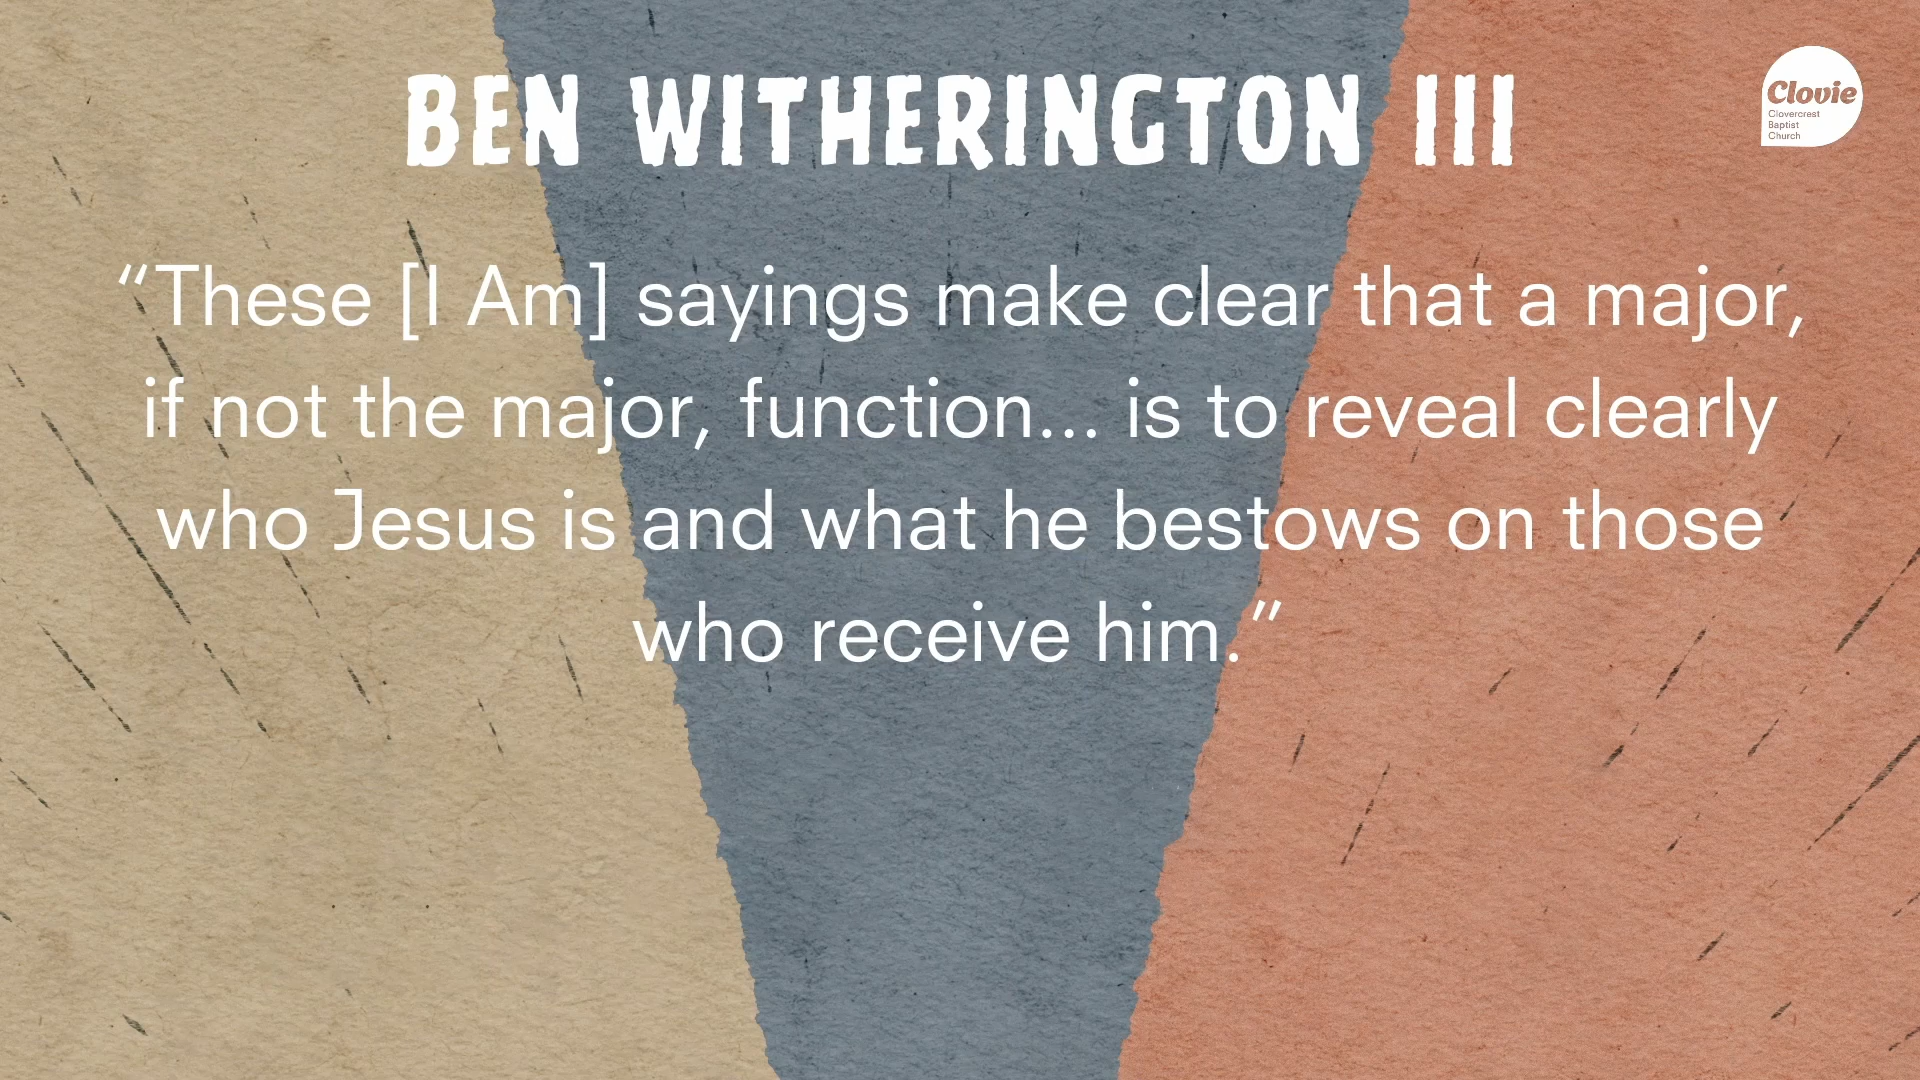 BEN WITHERINGTON III
Clovie
Clovercrest
Baptist
Church
“These [I Am] sayings make clear that a major,
if not the major, function... is to reveal clearly
who Jesus is and what he bestows on those
who receive him.”